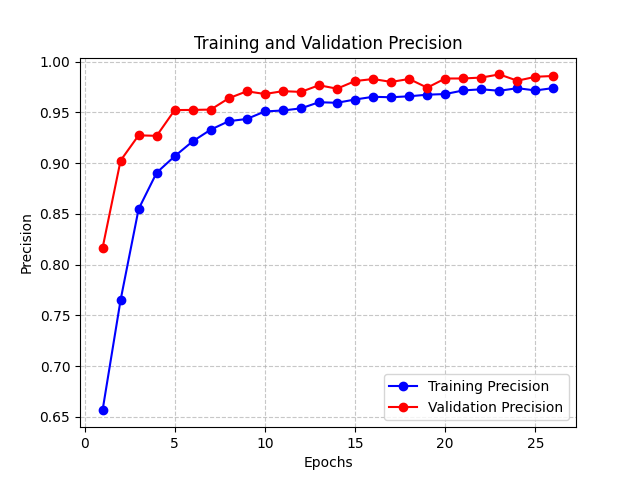 Training and Validation Precision
Precision
1.00
0.95
0.90
0.85
0.80
0.75
0.70
0.65
0
5
10
15
20
25
Epochs
Training Precision
Validation Precision